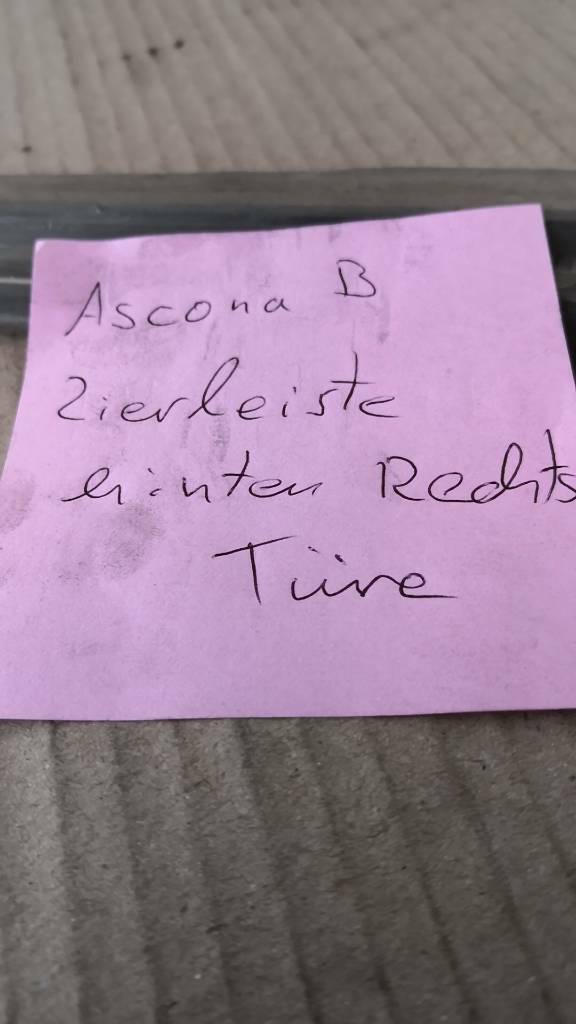 Ascona B
Zierleiste
hinten Rechts
Türe